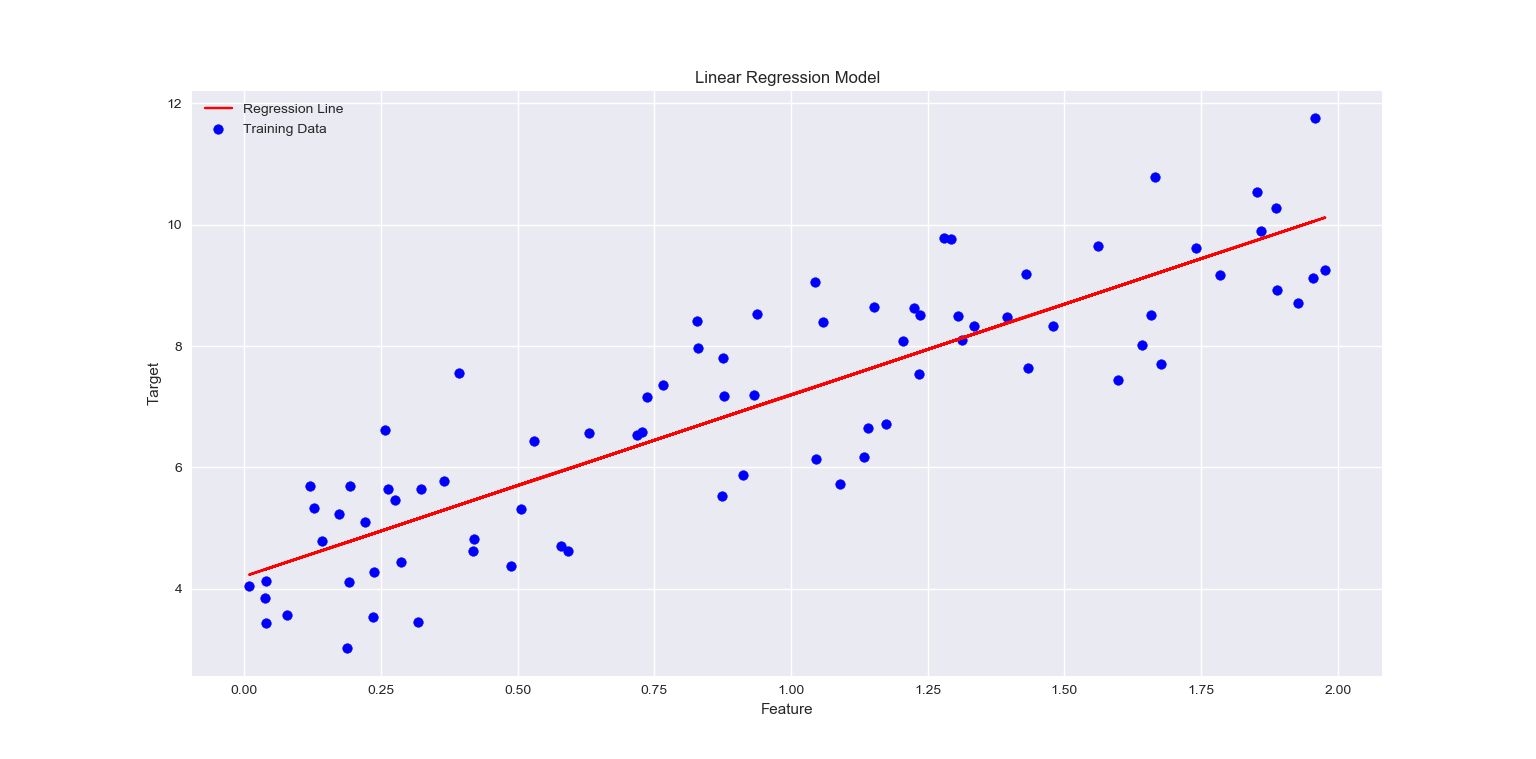 Linear Regression Model
Regression Line
Training Data
12
10
8
6
4
Target
0.00 0.25 0.50 0.75 1.00 1.25 1.50 1.75 2.00
Feature